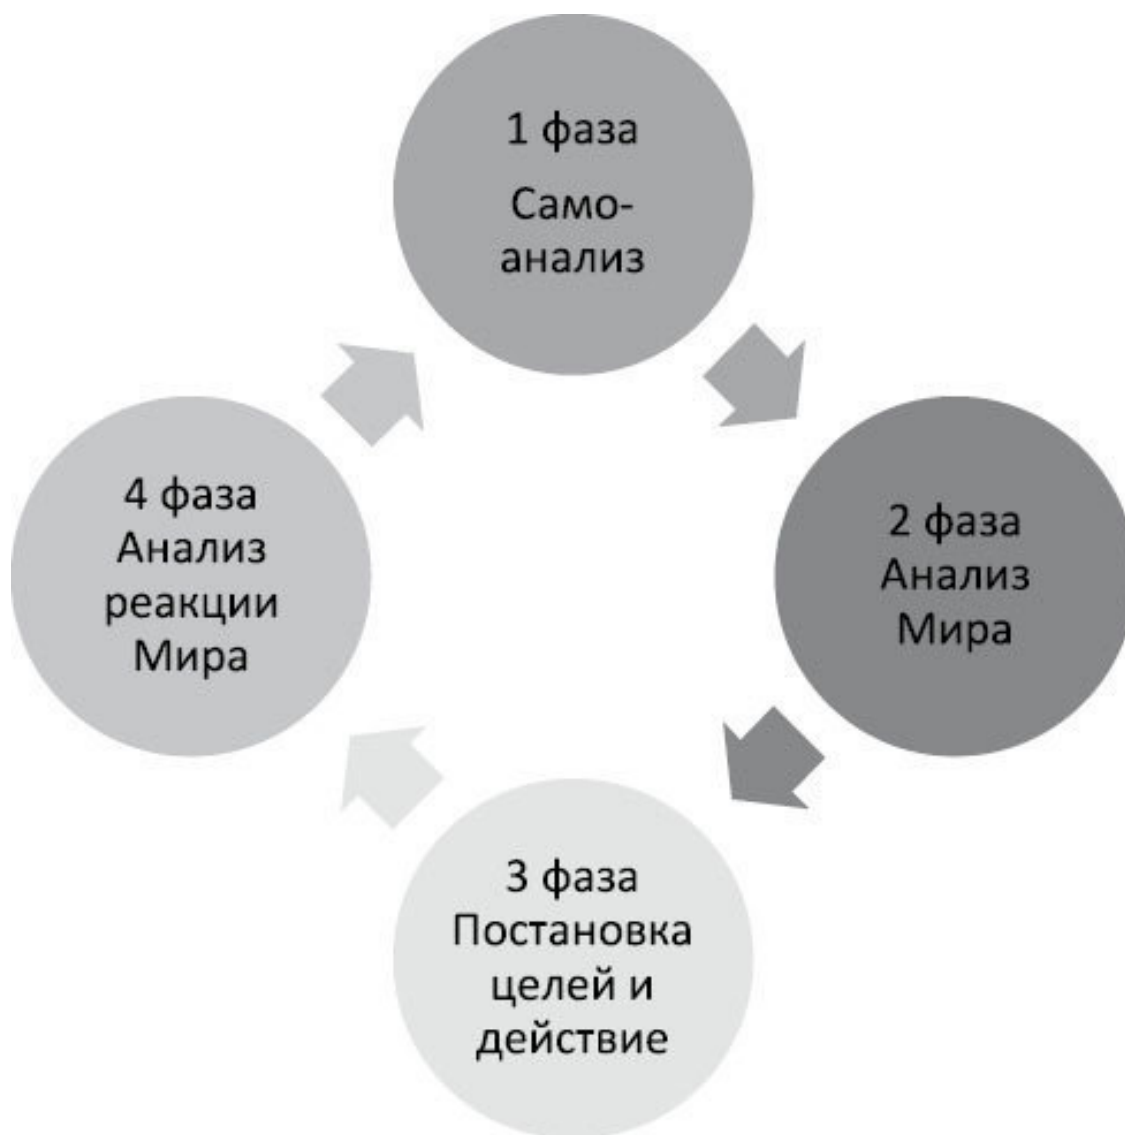 1 фаза
Само-
анализ
2 фаза
Анализ
Мира
3 фаза
Постановка
целей и
действие
4 фаза
Анализ
реакции
Мира